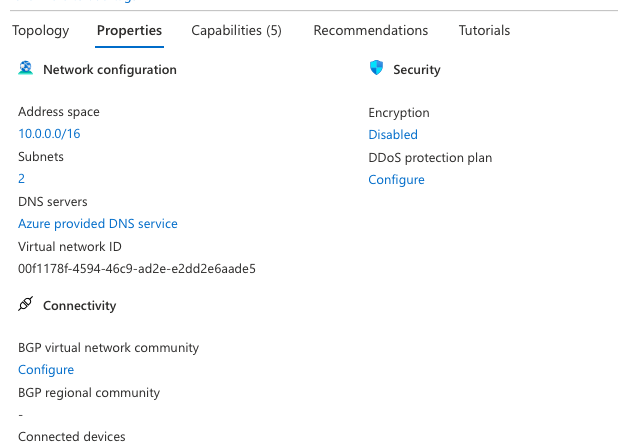 Topology Properties Capabilities (5) Recommendations Tutorials
Network configuration
Address space
10.0.0.0/16
Subnets
2
DNS servers
Azure provided DNS service
Virtual network ID
00f1178f-4594-46c9-ad2e-e2dd2e6aade5
Connectivity
BGP virtual network community
Configure
BGP regional community
-
Connected devices
Security
Encryption
Disabled
DDoS protection plan
Configure